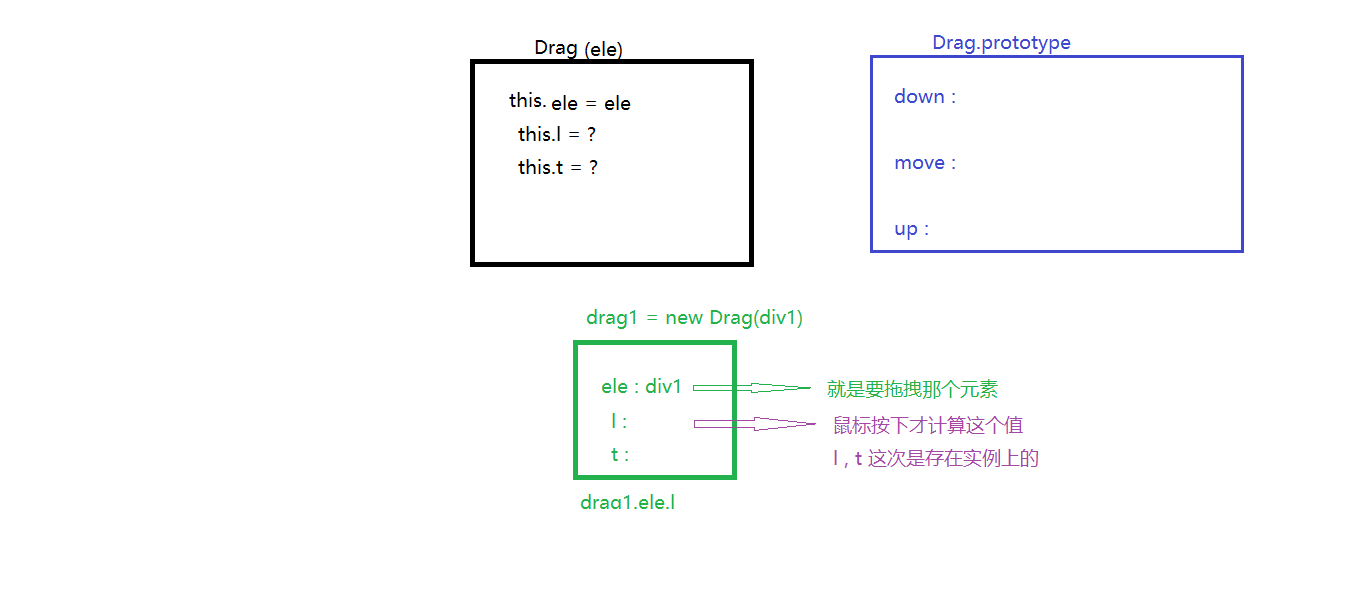 Drag (ele)
this. ele = ele
this.l = ?
this.t = ?
Drag.prototype
down :
move :
up :
drag1 = new Drag(div1)
ele : div1
就是要拖拽那个元素
l :
鼠标按下才计算这个值
t :
l , t 这次是存在实例上的
drag1.ele.l